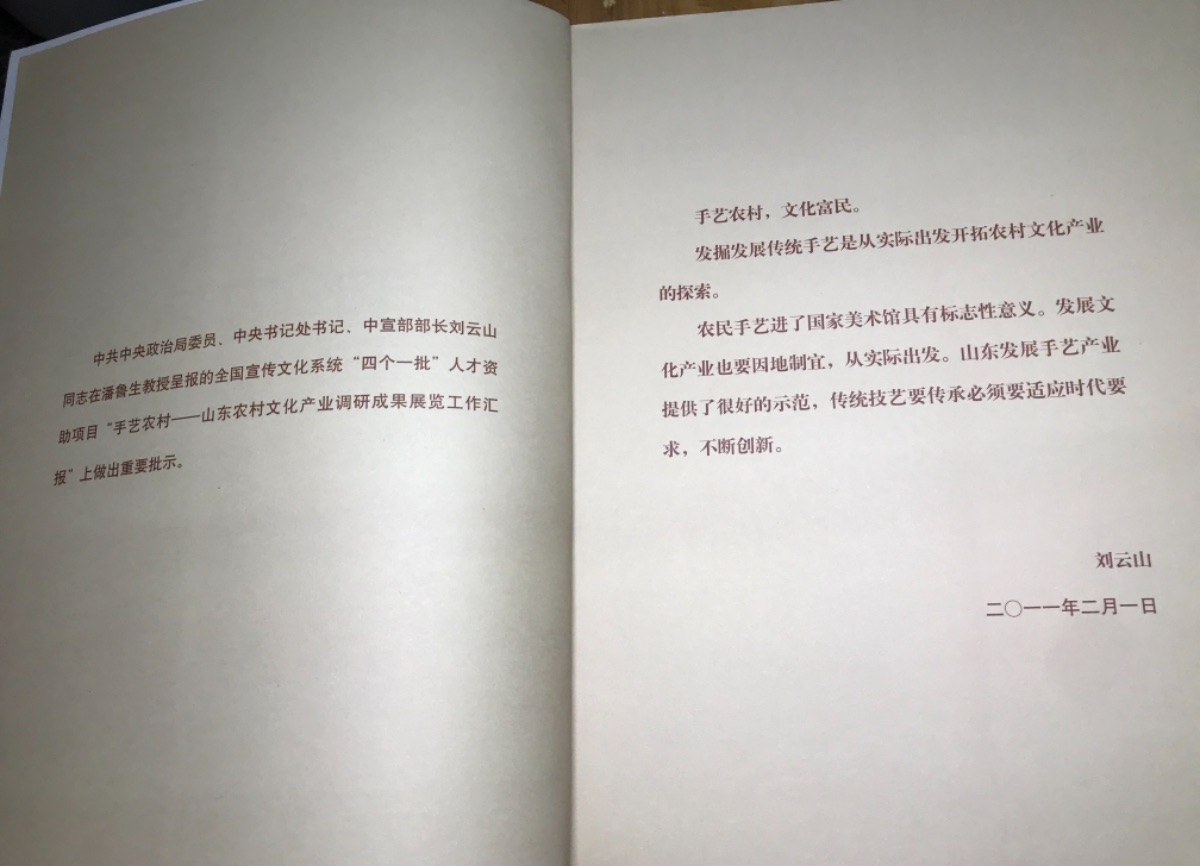 中共中央政治局委员、中央书记处书记、中宣部部长刘云山
同志在潘鲁生教授呈报的全国宣传文化系统“四个一批”人才资
助项目“手艺农村——山东农村文化产业调研成果展览工作汇
报”上做出重要批示。
手艺农村，文化富民。
发掘发展传统手艺是从实际出发开拓农村文化产业
的探索。
农民手艺进了国家美术馆具有标志性意义。发展文
化产业也要因地制宜，从实际出发。山东发展手艺产业
提供了很好的示范，传统技艺要传承必须要适应时代要
求，不断创新。
刘云山
二〇一一年二月一日